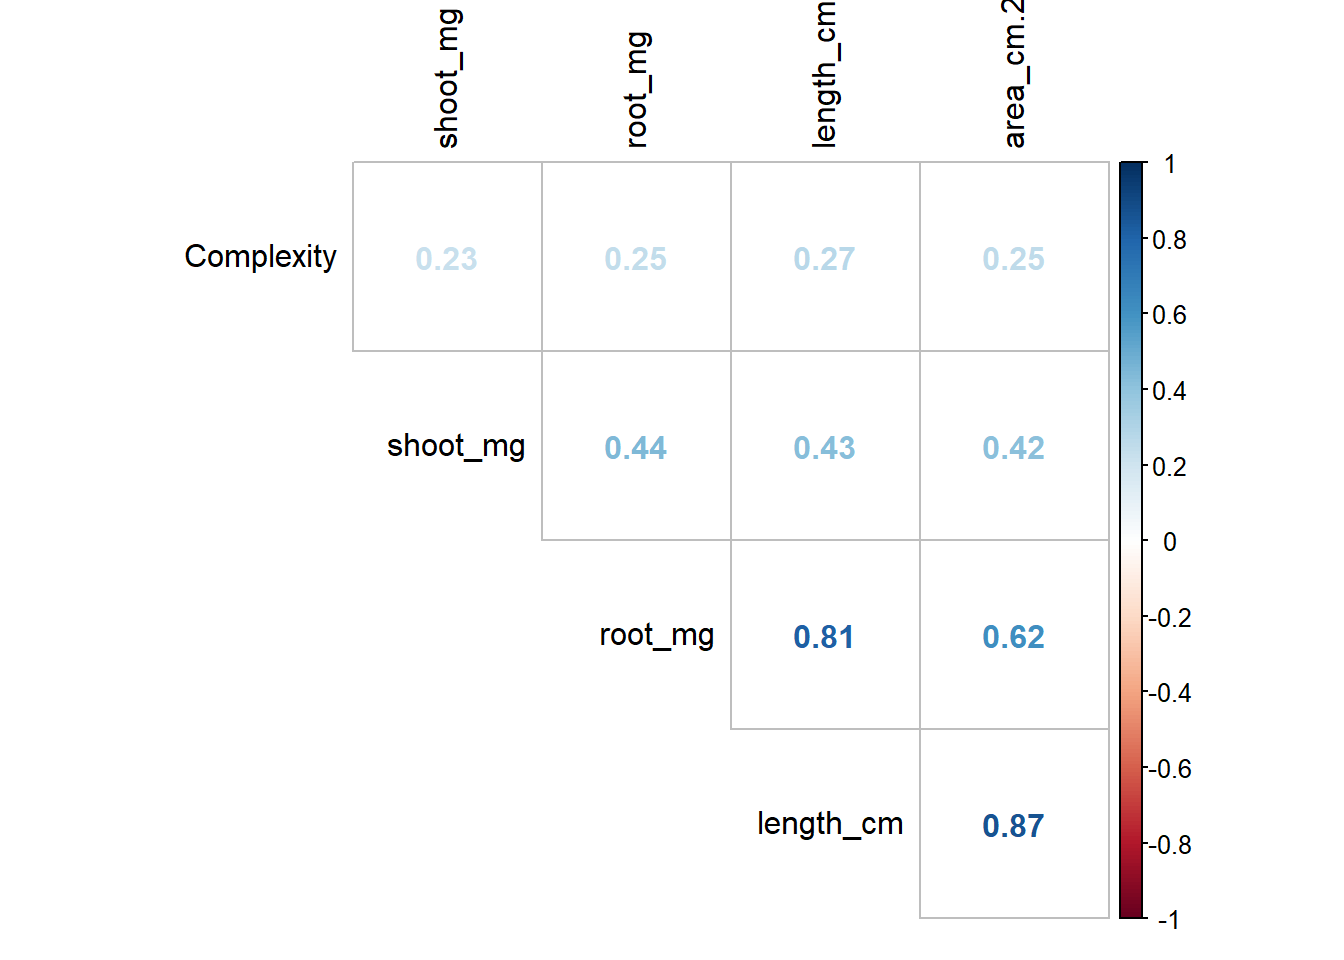 shoot_mg root_mg length_cm area_cm.2
Complexity 0.23 0.25 0.27 0.25
shoot_mg 0.44 0.43 0.42
root_mg 0.81 0.62
length_cm 0.87
1
0.8
0.6
0.4
0.2
0
-0.2
-0.4
-0.6
-0.8
-1